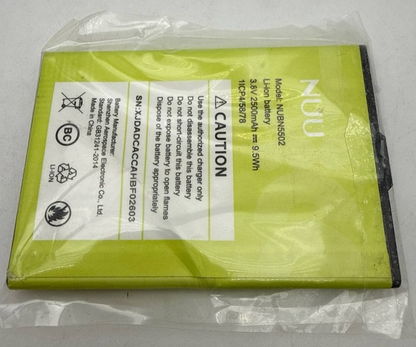 NUU
Model: NUBN55D2
Li-ion battery
3.8V 2500mAh 9.5Wh
1ICP4/58/78
CAUTION
Use the authorized charger only
Do not disassemble this battery
Do not short-circuit this battery
Do not expose battery to open flames
Dispose of the battery appropriately
SN:XJDADCACCAHBF02603
BC
LI-ION
Battery Manufacturer:
Shenzhen Aerospace Electronic Co., Ltd.
Standard: GB31241-2014
Made in China